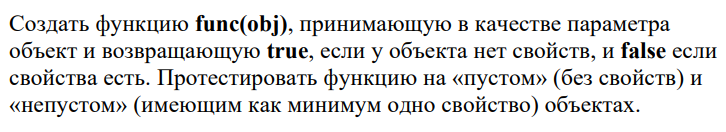 Создать функцию func(obj), принимающую в качестве параметра
объект и возвращающую true, если у объекта нет свойств, и false если
свойства есть. Протестировать функцию на «пустом» (без свойств) и
«непустом» (имеющим как минимум одно свойство) объектах.